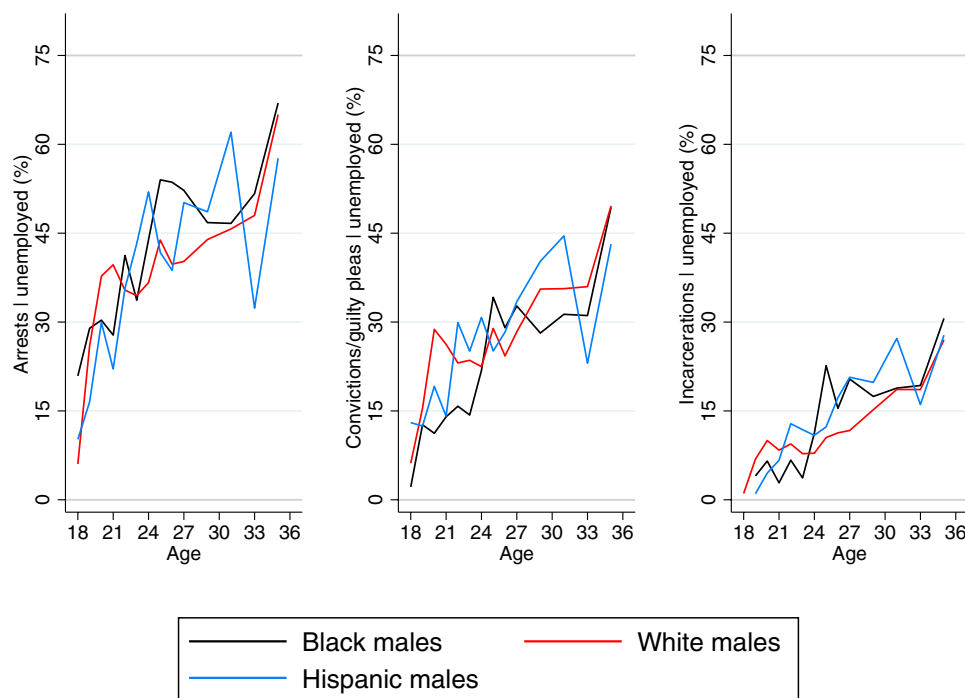 Arrests | unemployed (%)
75
60
45
30
15
0
18 21 24 27 30 33 36
Age
Convictions/guilty pleas | unemployed (%)
75
60
45
30
15
0
18 21 24 27 30 33 36
Age
Incarcerations | unemployed (%)
75
60
45
30
15
0
18 21 24 27 30 33 36
Age
Black males
White males
Hispanic males